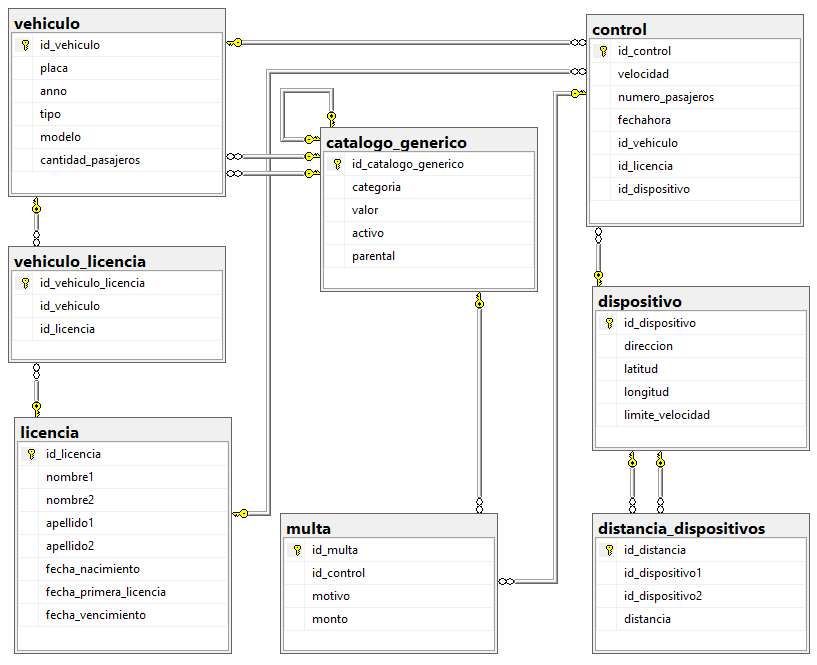 vehiculo
id_vehiculo
placa
anno
tipo
modelo
cantidad_pasajeros
control
id_control
velocidad
numero_pasajeros
fechahora
id_vehiculo
id_licencia
id_dispositivo
catalogo_generico
id_catalogo_generico
categoria
valor
activo
parental
vehiculo_licencia
id_vehiculo_licencia
id_vehiculo
id_licencia
dispositivo
id_dispositivo
direccion
latitud
longitud
limite_velocidad
licencia
id_licencia
nombre1
nombre2
apellido1
apellido2
fecha_nacimiento
fecha_primera_licencia
fecha_vencimiento
multa
id_multa
id_control
motivo
monto
distancia_dispositivos
id_distancia
id_dispositivo1
id_dispositivo2
distancia